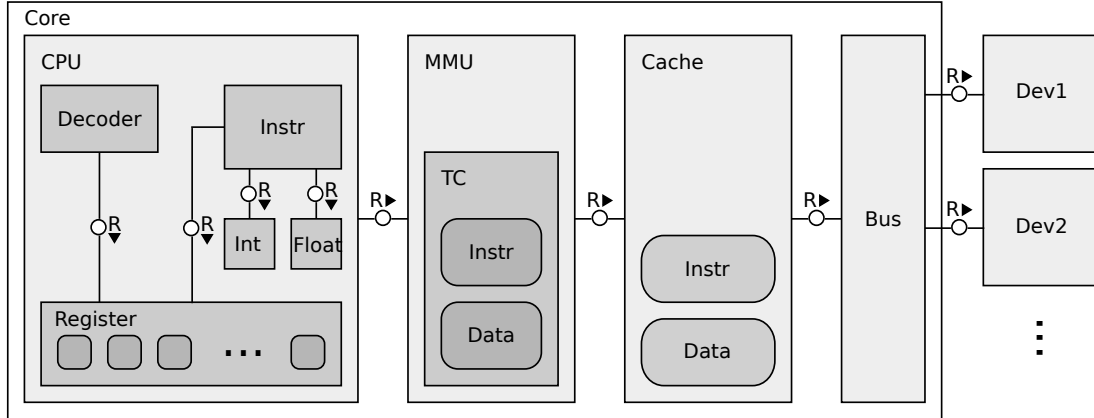 Core
CPU
Decoder
Instr
R▶
R▼
R▼
R▼
R▼
Int
Float
Register
...
MMU
TC
Instr
Data
R▶
Cache
Instr
Data
R▶
Bus
R▶
Dev1
R▶
Dev2
⋮